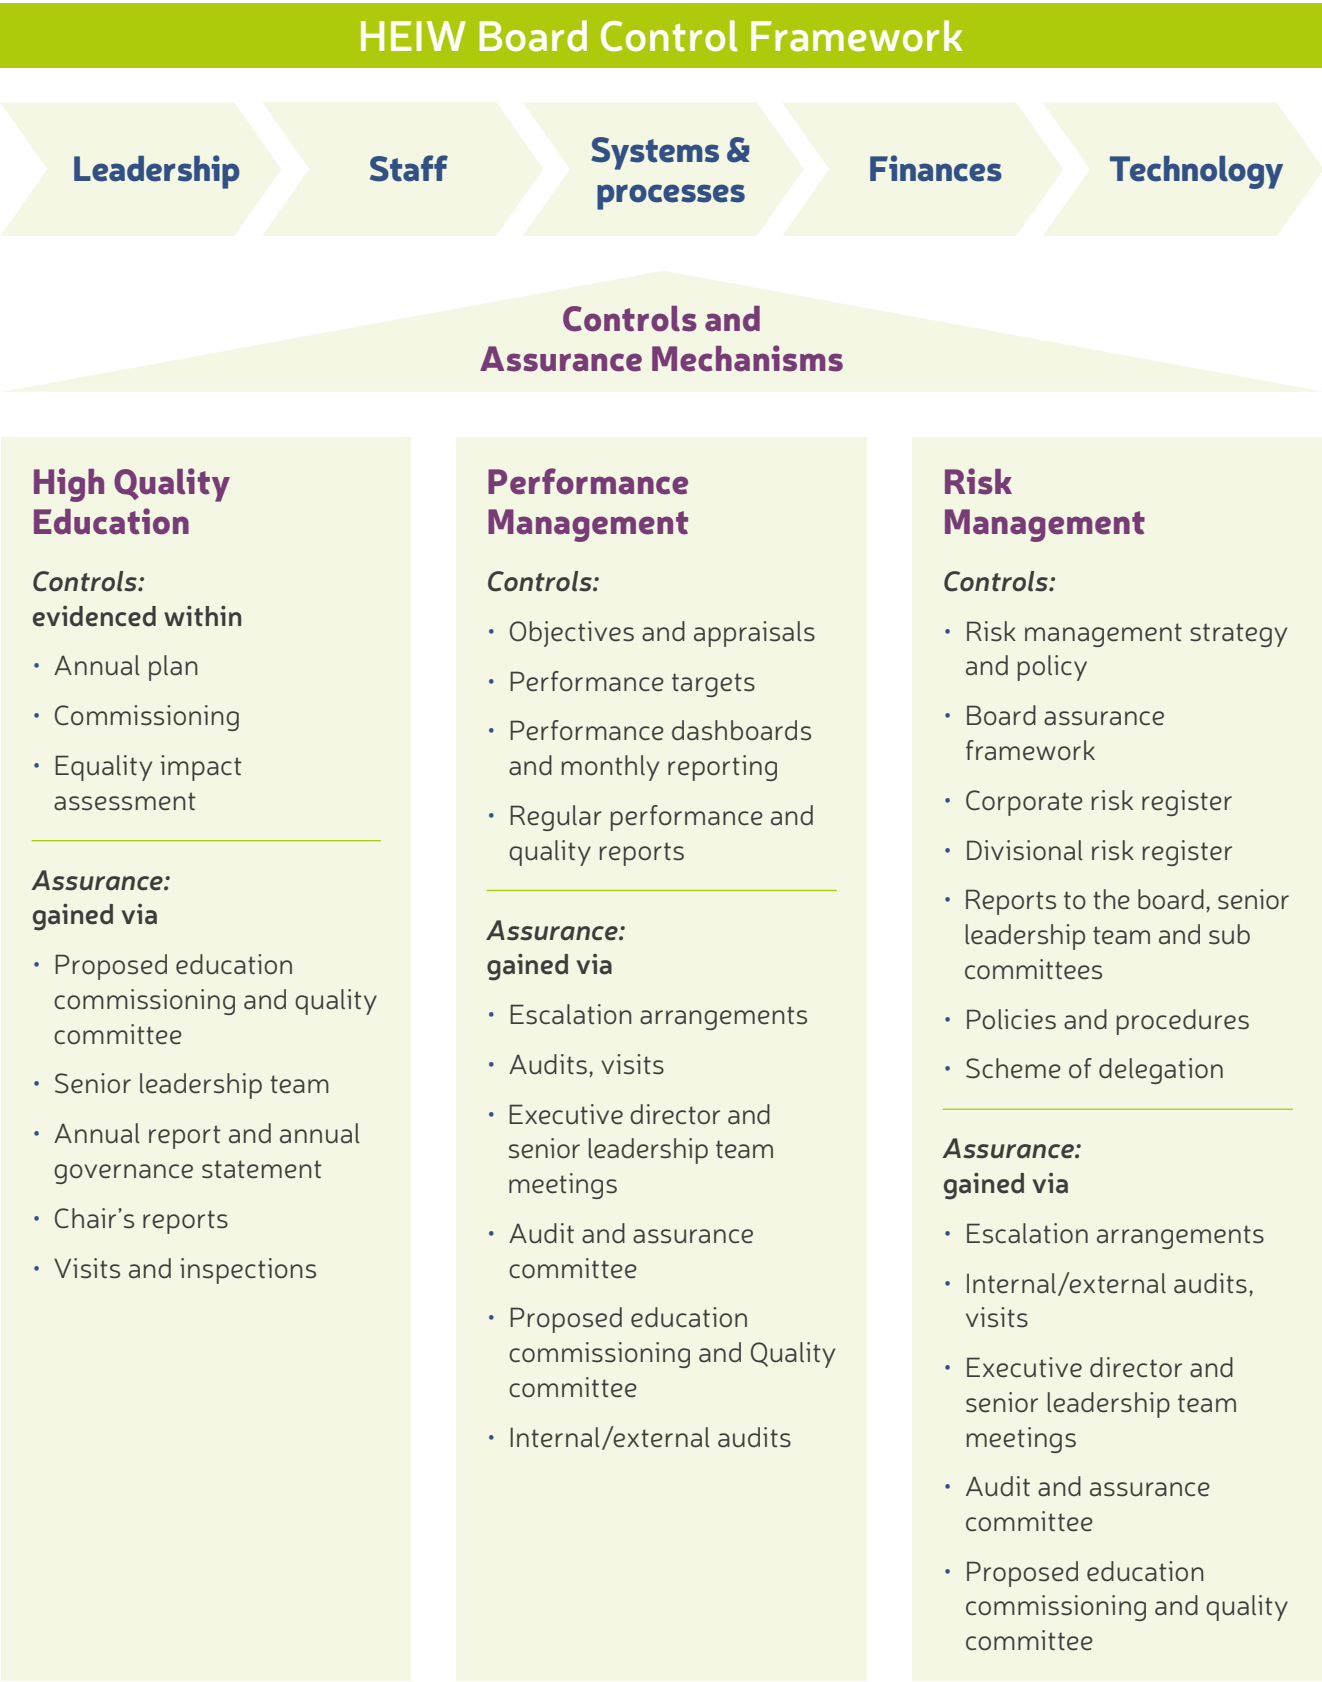 HEIW Board Control Framework
Leadership
Staff
Systems &
processes
Finances
Technology
Controls and
Assurance Mechanisms
High Quality
Education
Controls:
evidenced within
• Annual plan
• Commissioning
• Equality impact
assessment
Assurance:
gained via
• Proposed education
commissioning and quality
committee
• Senior leadership team
• Annual report and annual
governance statement
• Chair's reports
• Visits and inspections
Performance
Management
Controls:
• Objectives and appraisals
• Performance targets
• Performance dashboards
and monthly reporting
• Regular performance and
quality reports
Assurance:
gained via
• Escalation arrangements
• Audits, visits
• Executive director and
senior leadership team
meetings
• Audit and assurance
committee
• Proposed education
commissioning and Quality
committee
• Internal/external audits
Risk
Management
Controls:
• Risk management strategy
and policy
• Board assurance
framework
• Corporate risk register
• Divisional risk register
• Reports to the board, senior
leadership team and sub
committees
• Policies and procedures
• Scheme of delegation
Assurance:
gained via
• Escalation arrangements
• Internal/external audits,
visits
• Executive director and
senior leadership team
meetings
• Audit and assurance
committee
• Proposed education
commissioning and quality
committee